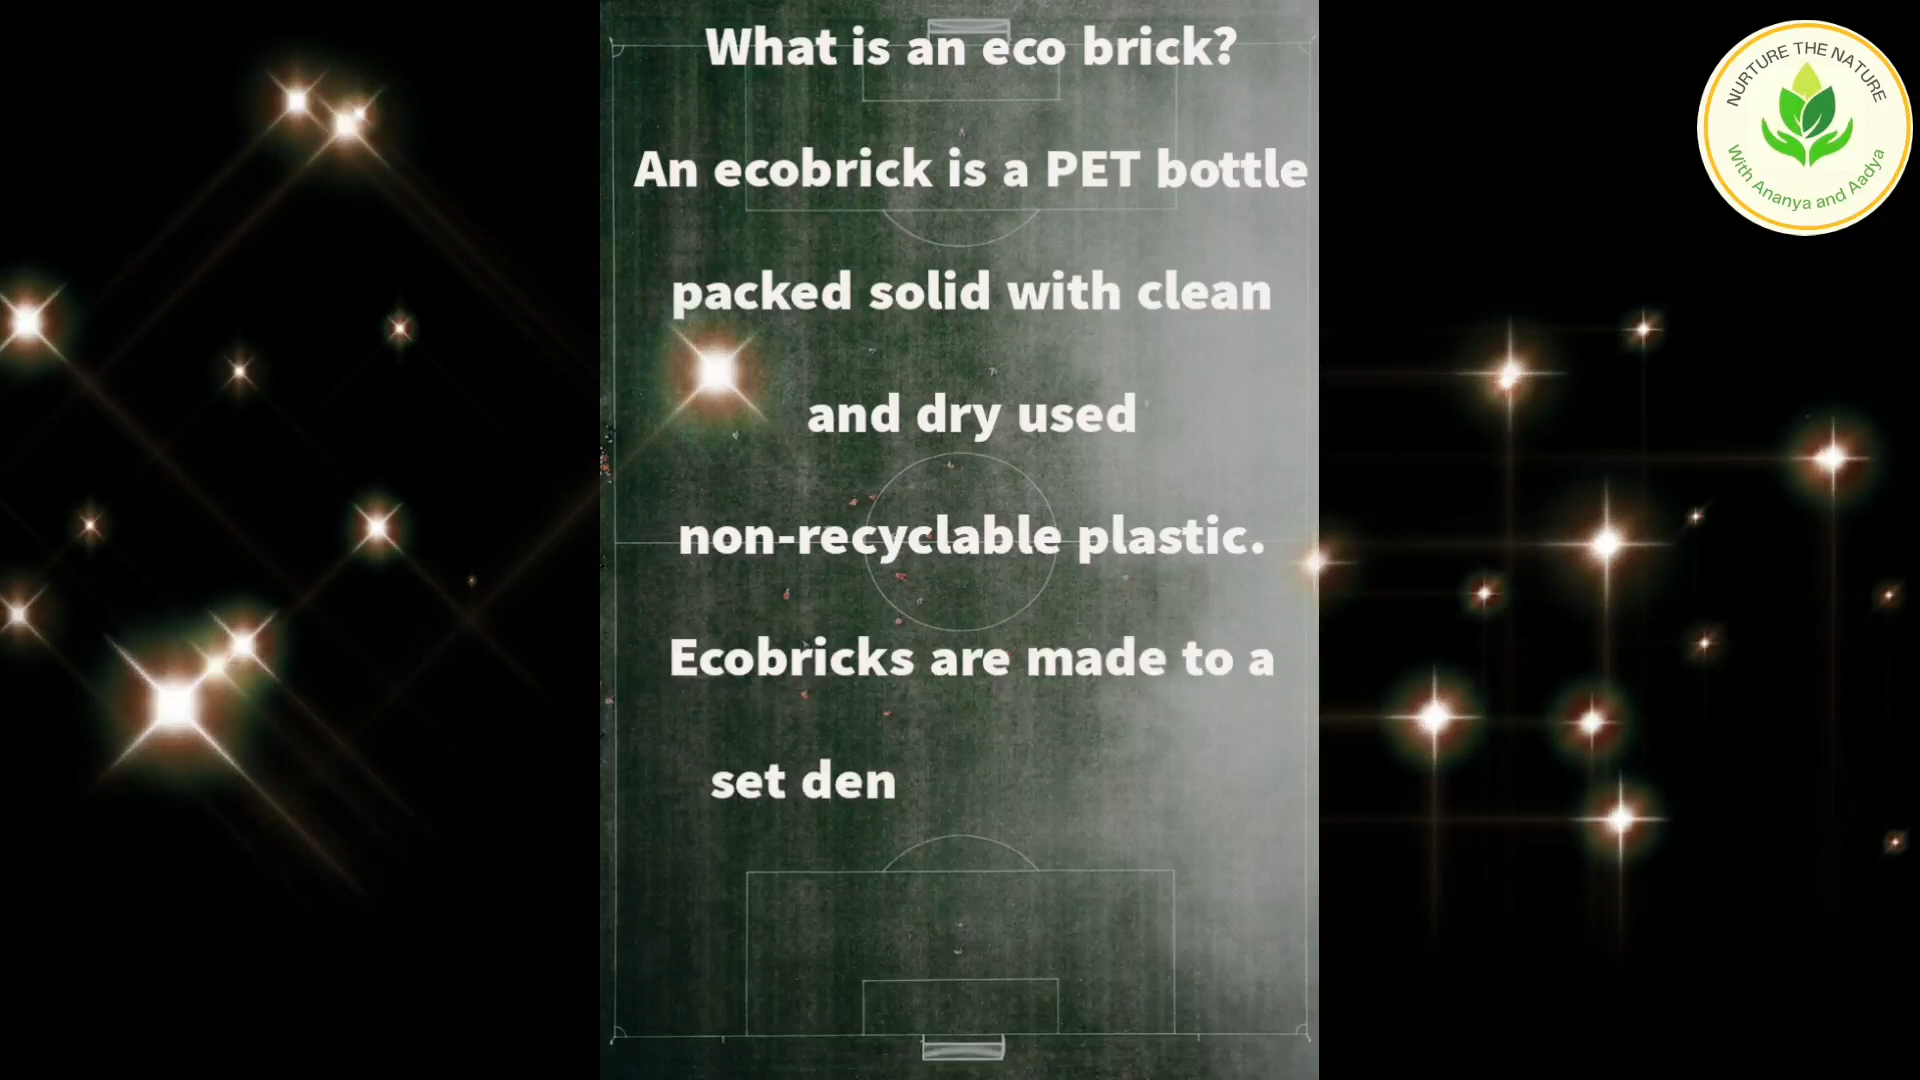 What is an eco brick?
An ecobrick is a PET bottle
packed solid with clean
and dry used
non-recyclable plastic.
Ecobricks are made to a
set den
NURTURE THE NATURE
With Ananya and Aadya